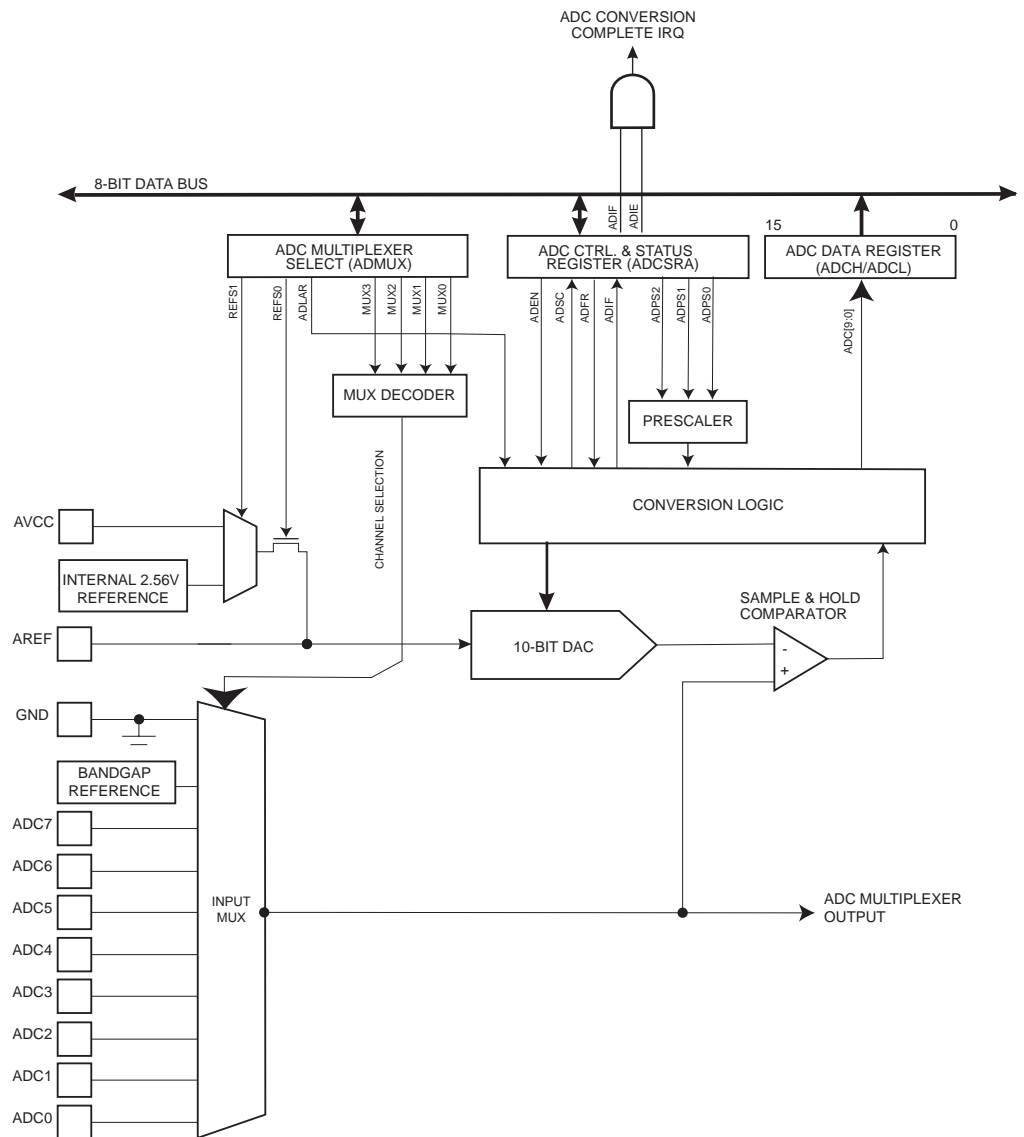 ADC CONVERSION
COMPLETE IRQ
8-BIT DATA BUS
ADIF
ADIE
15
0
ADC MULTIPLEXER
SELECT (ADMUX)
ADC CTRL. & STATUS
REGISTER (ADCSRA)
ADC DATA REGISTER
(ADCH/ADCL)
REFS1
REFS0
ADLAR
MUX3
MUX2
MUX1
MUX0
ADEN
ADSC
ADFR
ADIF
ADPS2
ADPS1
ADPS0
ADC[9:0]
MUX DECODER
PRESCALER
CHANNEL SELECTION
CONVERSION LOGIC
AVCC
INTERNAL 2.56V
REFERENCE
SAMPLE & HOLD
COMPARATOR
AREF
10-BIT DAC
-
+
GND
BANDGAP
REFERENCE
ADC7
ADC6
ADC5
INPUT
MUX
ADC MULTIPLEXER
OUTPUT
ADC4
ADC3
ADC2
ADC1
ADC0